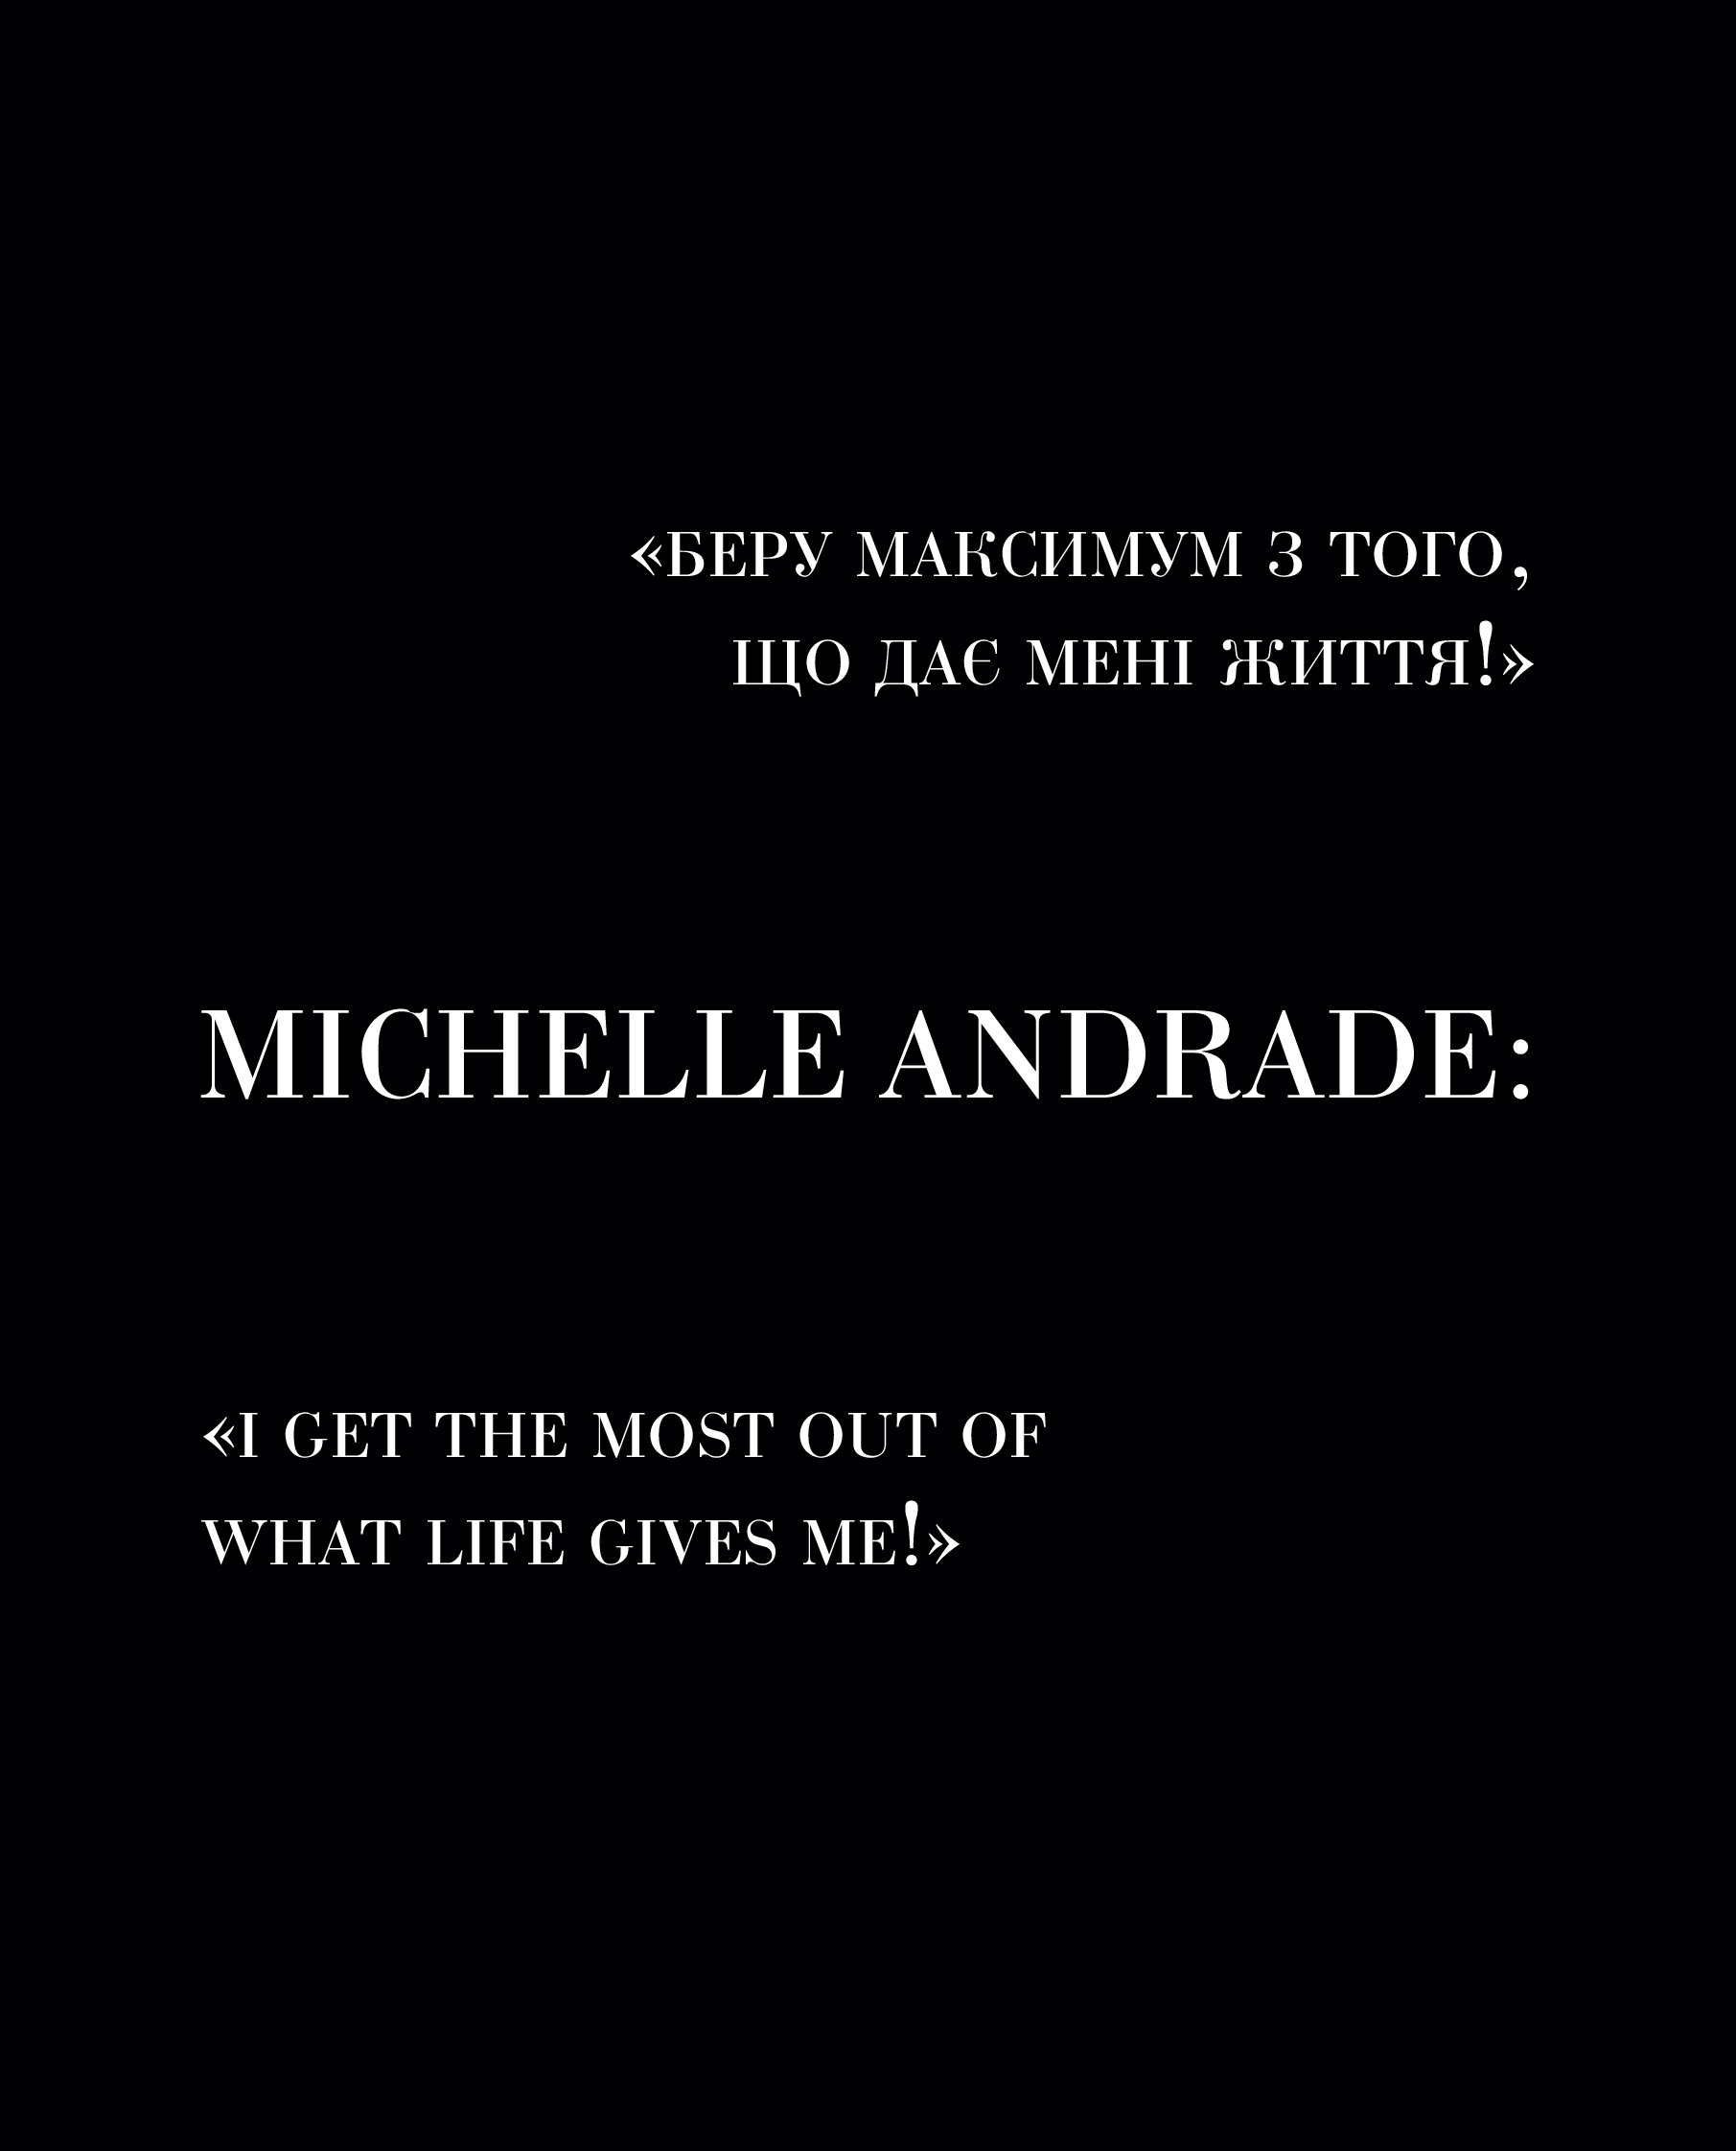 «БЕРУ МАКСИМУМ З ТОГО,
ЩО ДАЄ МЕНІ ЖИТТЯ!»
MICHELLE ANDRADE:
«I GET THE MOST OUT OF
WHAT LIFE GIVES ME!»